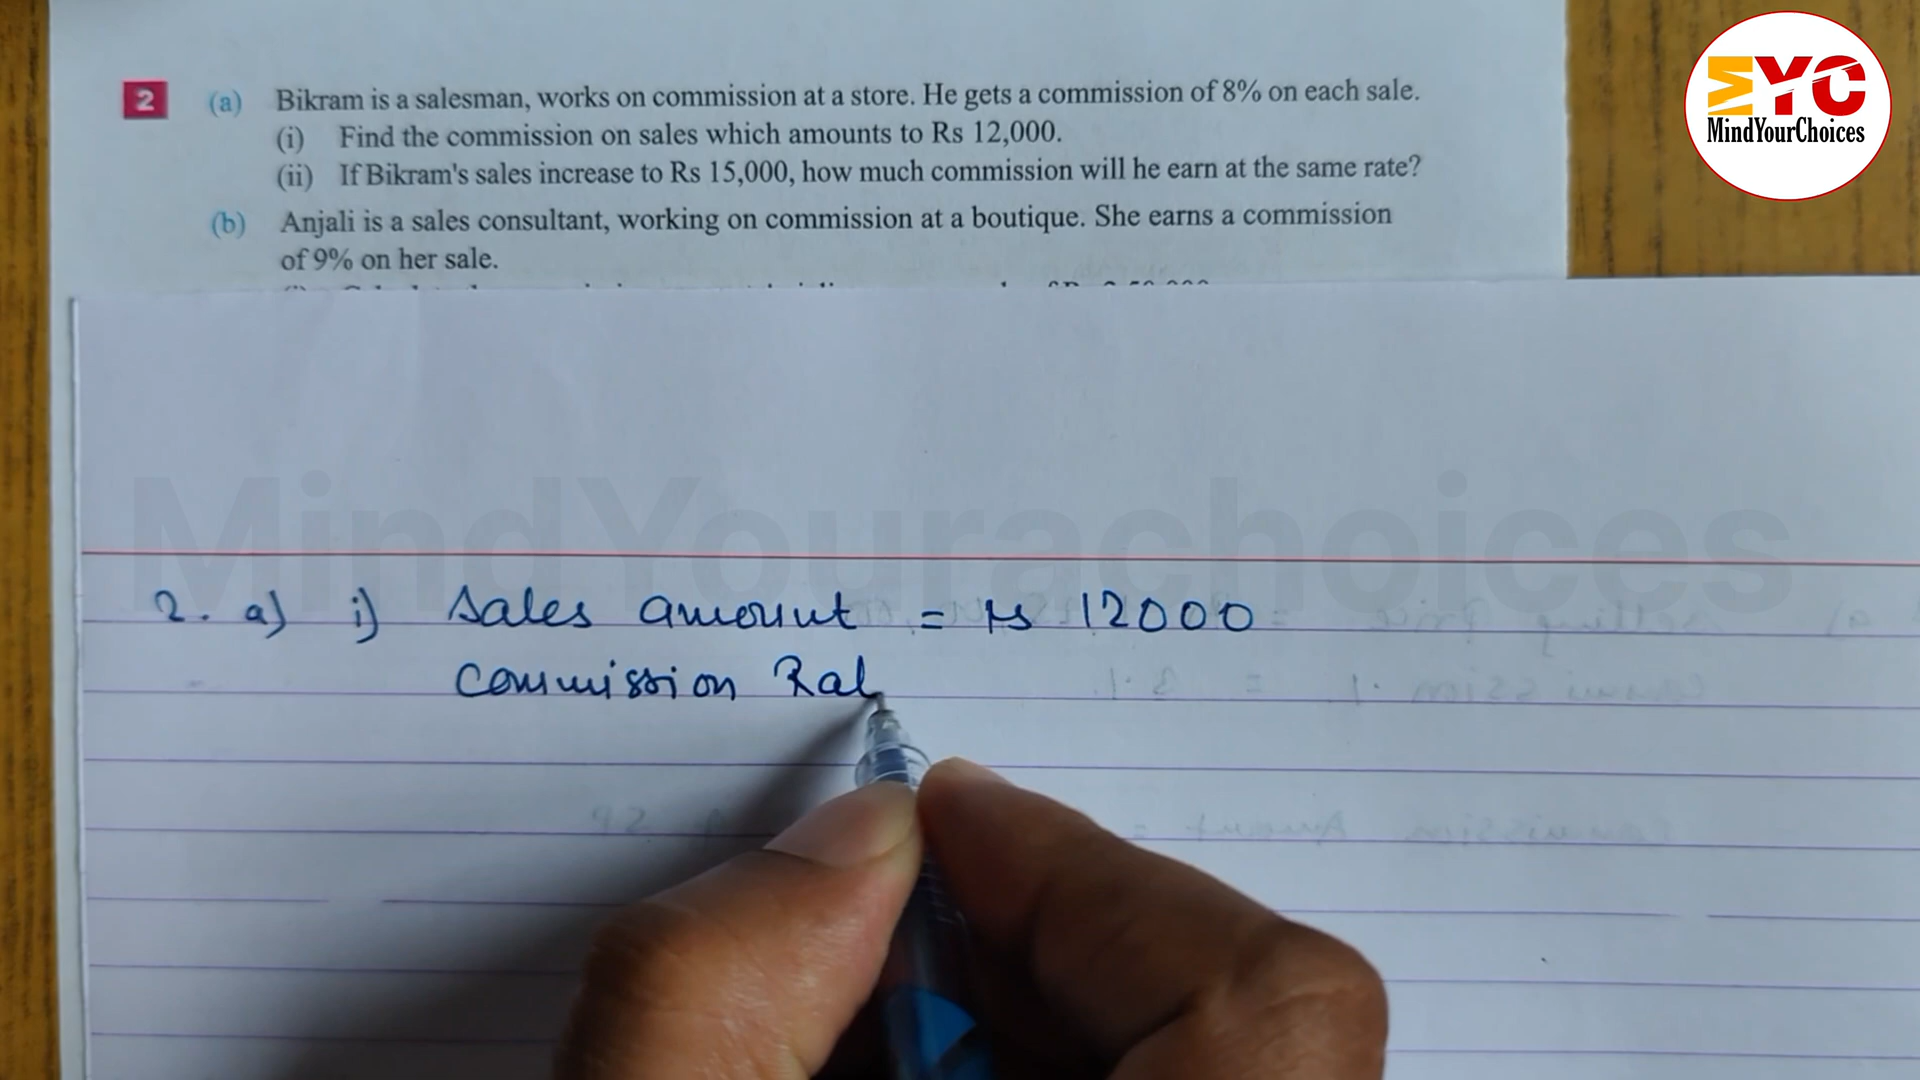 2 (a) Bikram is a salesman, works on commission at a store. He gets a commission of 8% on each sale.
(i) Find the commission on sales which amounts to Rs 12,000.
(ii) If Bikram's sales increase to Rs 15,000, how much commission will he earn at the same rate?
(b) Anjali is a sales consultant, working on commission at a boutique. She earns a commission
of 9% on her sale.
MYC
MindYourChoices
MindYourachoices
2. a) i) Sales amount = Rs 12000
Commission Rat